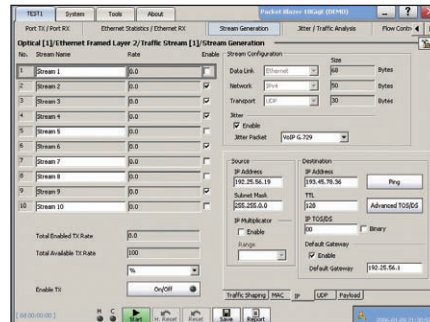 TEST1 System Tools About Packet Blazer 10GigE (DEMO)
Port TX / Port RX Ethernet Statistics / Ethernet RX Stream Generation Jitter / Traffic Analysis Flow Contr
Optical [1]/Ethernet Framed Layer 2/Traffic Stream [1]/Stream Generation
No. Stream Name Rate Enable
Stream Configuration
Size
1 Stream 1 0.0
Data Link Ethernet 60 Bytes
2 Stream 2 0.0
Network IPv4 50 Bytes
3 Stream 3 0.0
Transport UDP 30 Bytes
4 Stream 4 0.0
Jitter
Enable
5 Stream 5 0.0
Jitter Packet VoIP G.729
6 Stream 6 0.0
7 Stream 7 0.0
Source Destination
8 Stream 8 0.0
IP Address IP Address
192.25.56.19 193.45.78.36 Ping
9 Stream 9 0.0
Subnet Mask TTL
10 Stream 10 0.0
255.255.0.0 128 Advanced TOS/DS
IP Multiplicator IP TOS/DS
Enable 00 Binary
Total Enabled TX Rate 0.0
Range Default Gateway
Total Available TX Rate 100
Enable
% Default Gateway 192.25.56.1
Enable TX On/Off
Traffic Shaping MAC IP UDP Payload
H C
Start H. Reset Reset Save Report